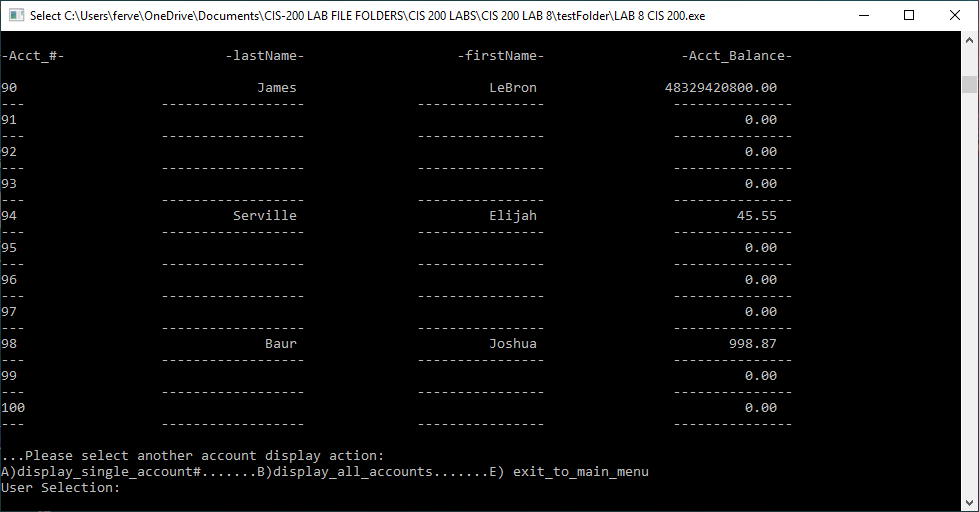 Select C:\Users\ferve\OneDrive\Documents\CIS-200 LAB FILE FOLDERS\CIS 200 LABS\CIS 200 LAB 8\testFolder\LAB 8 CIS 200.exe
-Acct_#- -lastName- -firstName- -Acct_Balance-
90 James LeBron 48329420800.00
--- ------------------ ---------------- ---------------
91 0.00
--- ------------------ ---------------- ---------------
92 0.00
--- ------------------ ---------------- ---------------
93 0.00
--- ------------------ ---------------- ---------------
94 Serville Elijah 45.55
--- ------------------ ---------------- ---------------
95 0.00
--- ------------------ ---------------- ---------------
96 0.00
--- ------------------ ---------------- ---------------
97 0.00
--- ------------------ ---------------- ---------------
98 Baur Joshua 998.87
--- ------------------ ---------------- ---------------
99 0.00
--- ------------------ ---------------- ---------------
100 0.00
--- ------------------ ---------------- ---------------
...Please select another account display action:
A)display_single_account#.......B)display_all_accounts.......E) exit_to_main_menu
User Selection: